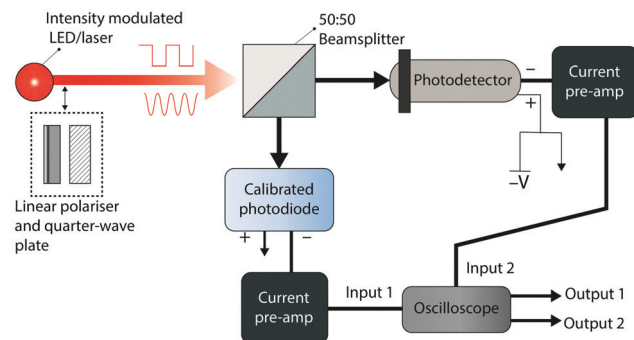 Intensity modulated
LED/laser
50:50
Beamsplitter
Photodetector
−
+
Current
pre-amp
−V
Linear polariser
and quarter-wave
plate
Calibrated
photodiode
+
−
Current
pre-amp
Input 1
Input 2
Oscilloscope
Output 1
Output 2